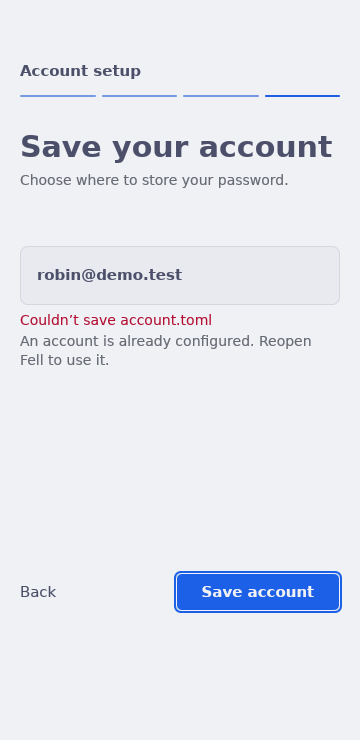 Account setup
Save your account
Choose where to store your password.
robin@demo.test
Couldn’t save account.toml
An account is already configured. Reopen
Fell to use it.
Back
Save account